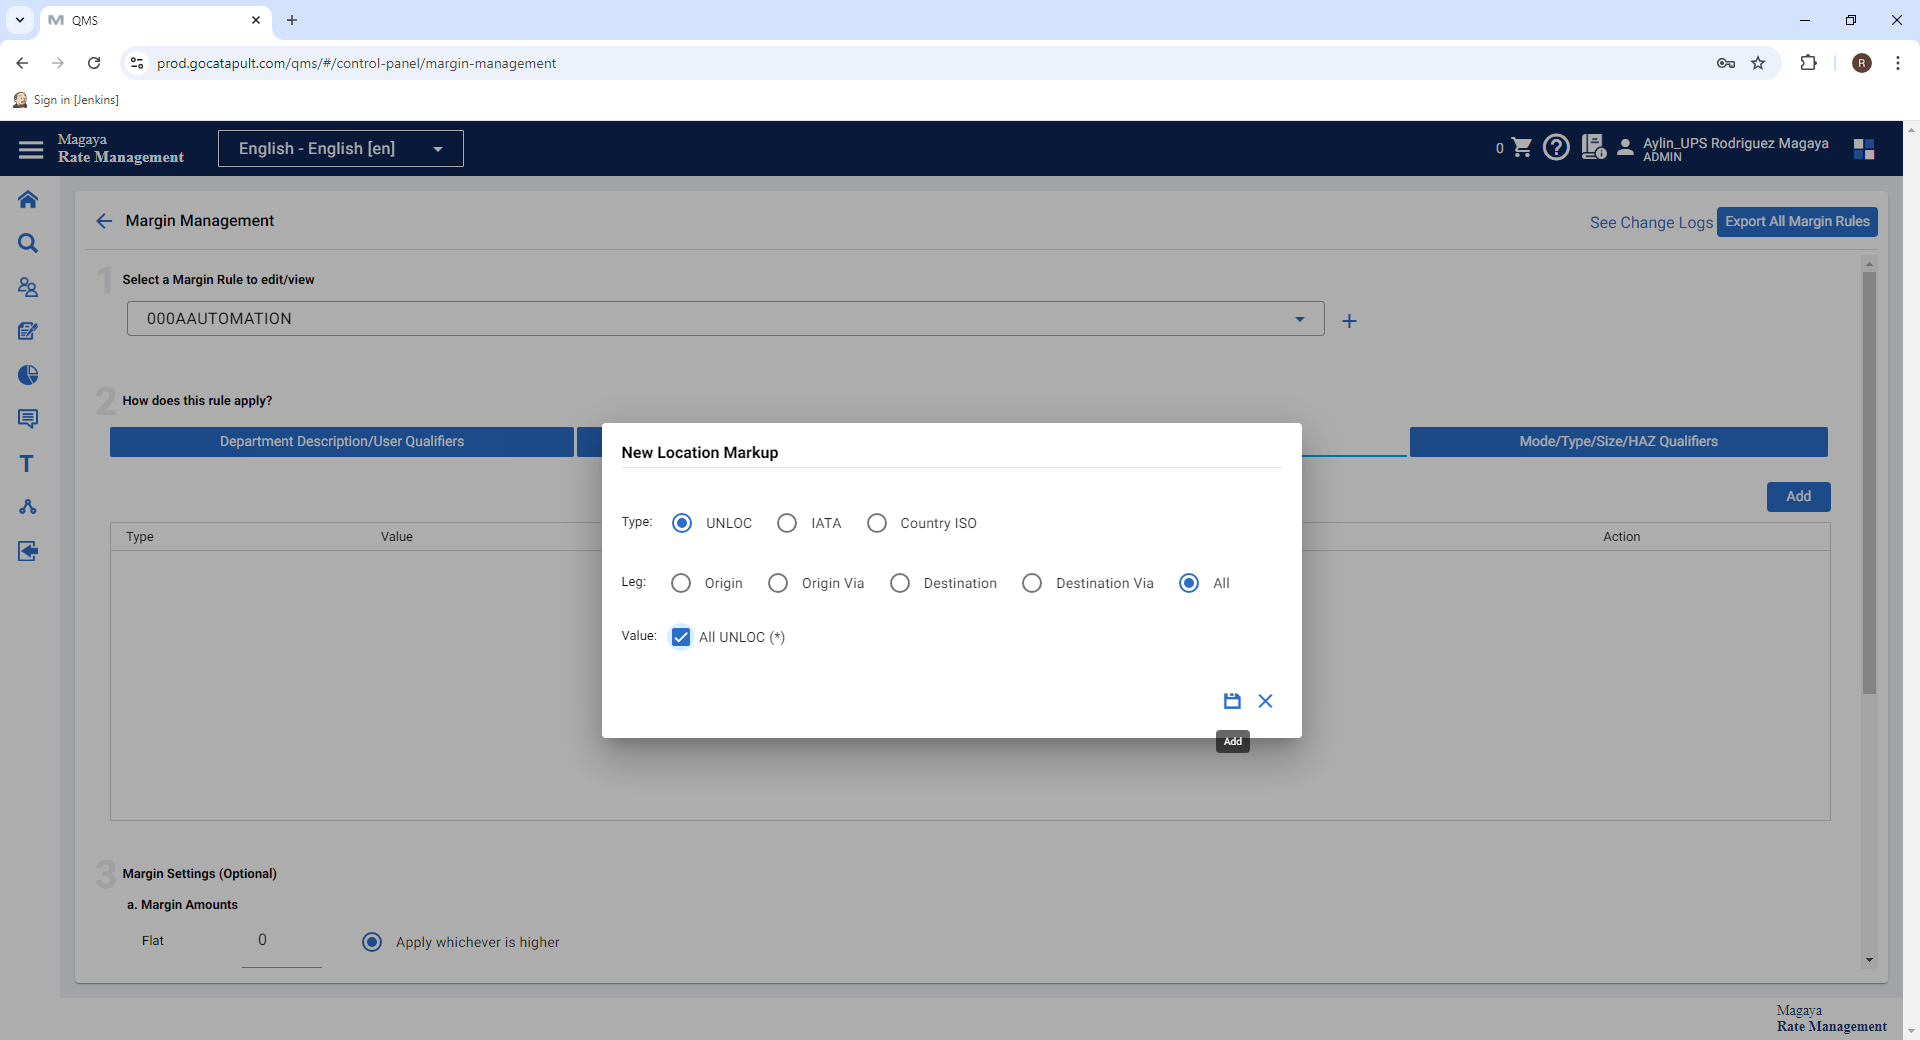 QMS
prod.gocatapult.com/qms/#/control-panel/margin-management
R
Sign in [Jenkins]
Magaya
Rate Management
English - English [en]
0
Aylin_UPS Rodriguez Magaya
ADMIN
Margin Management
See Change Logs
Export All Margin Rules
1
Select a Margin Rule to edit/view
000AAUTOMATION
2
How does this rule apply?
Department Description/User Qualifiers
Mode/Type/Size/HAZ Qualifiers
Add
Type
Value
Action
New Location Markup
Type:
UNLOC
IATA
Country ISO
Leg:
Origin
Origin Via
Destination
Destination Via
All
Value:
All UNLOC (*)
Add
3
Margin Settings (Optional)
a. Margin Amounts
Flat
0
Apply whichever is higher
Magaya
Rate Management